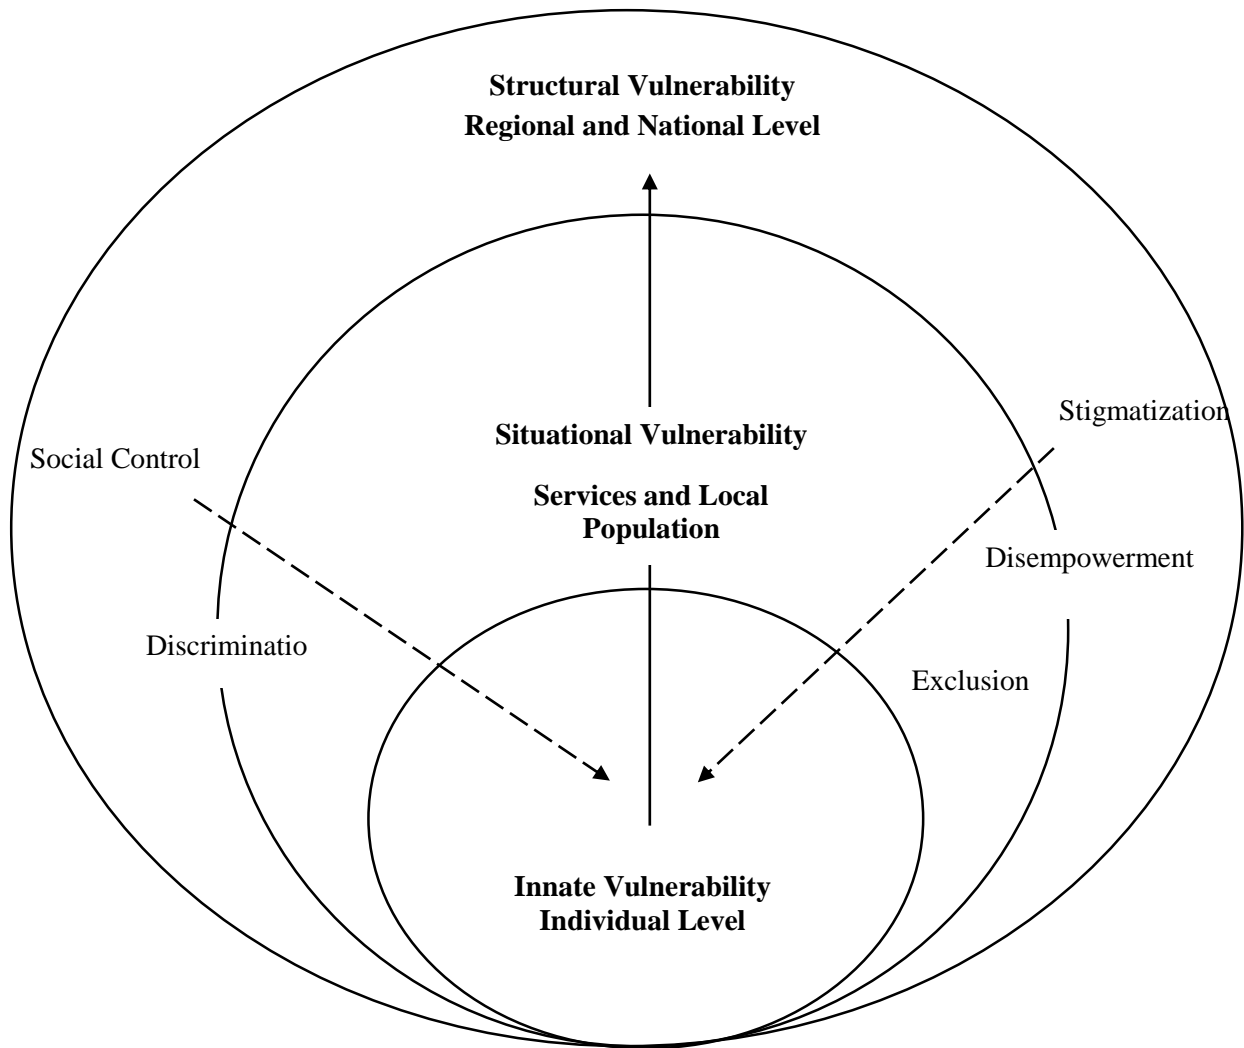 Structural Vulnerability
Regional and National Level
Stigmatization
Situational Vulnerability
Social Control
Services and Local
Population
Disempowerment
Discriminatio
Exclusion
Innate Vulnerability
Individual Level